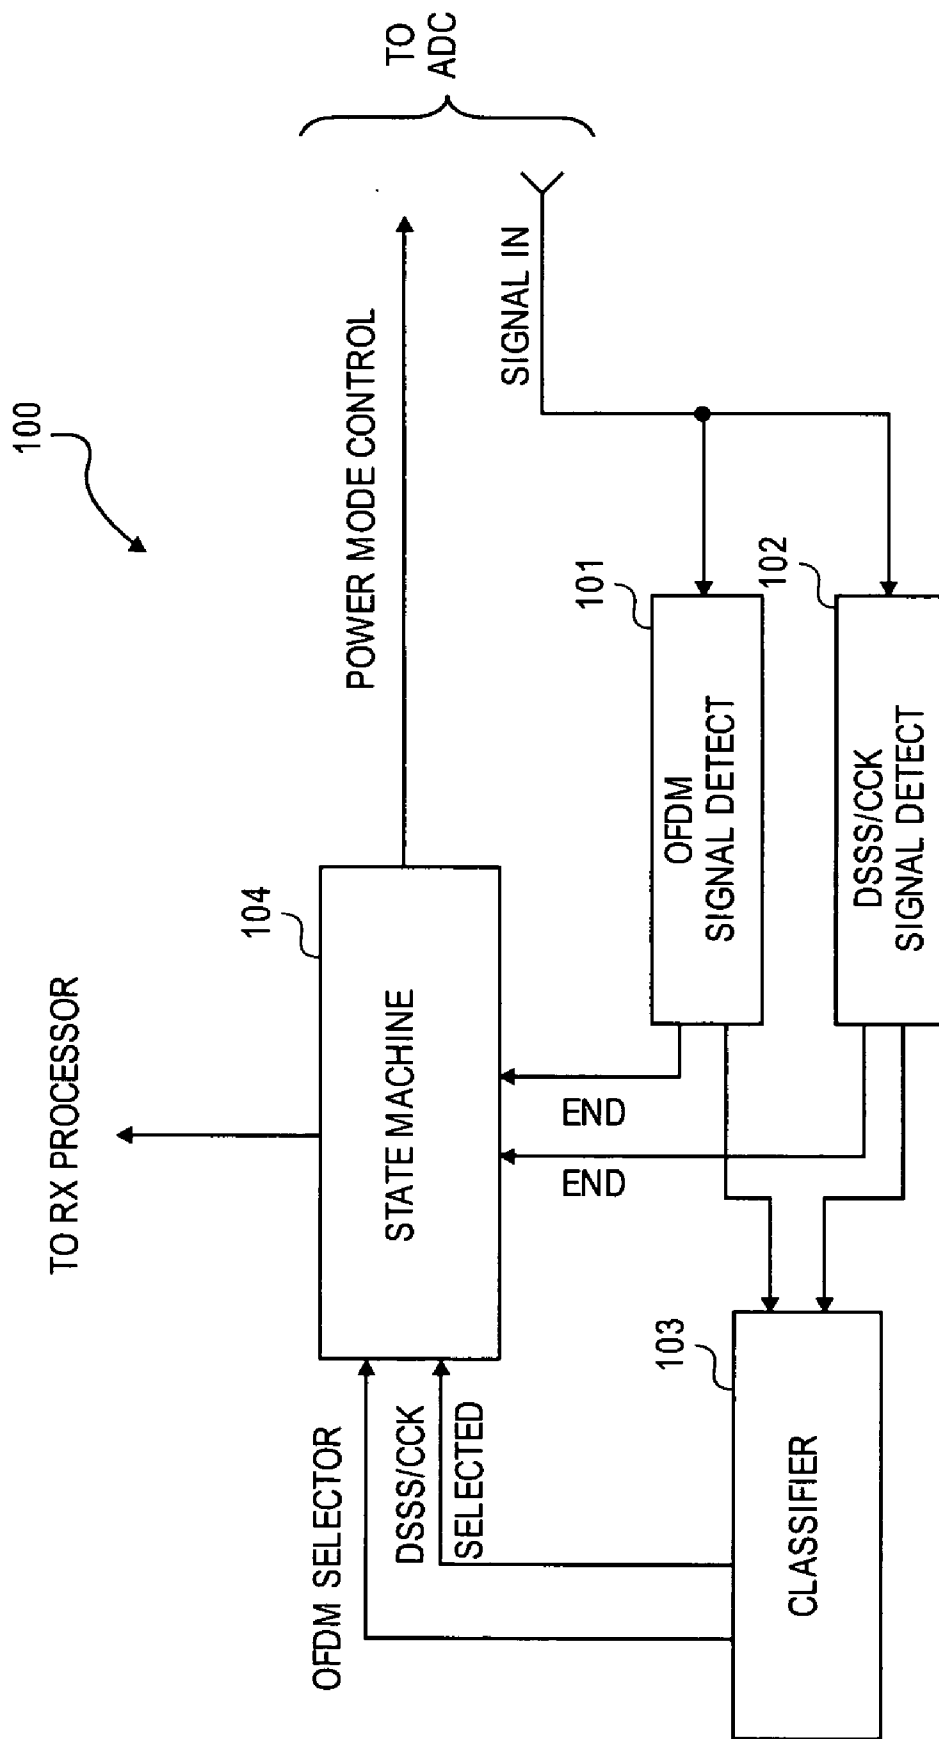 100
TO RX PROCESSOR
104
STATE MACHINE
POWER MODE CONTROL
TO
ADC
OFDM SELECTOR
DSSS/CCK
SELECTED
END
END
SIGNAL IN
101
OFDM
SIGNAL DETECT
102
DSSS/CCK
SIGNAL DETECT
103
CLASSIFIER